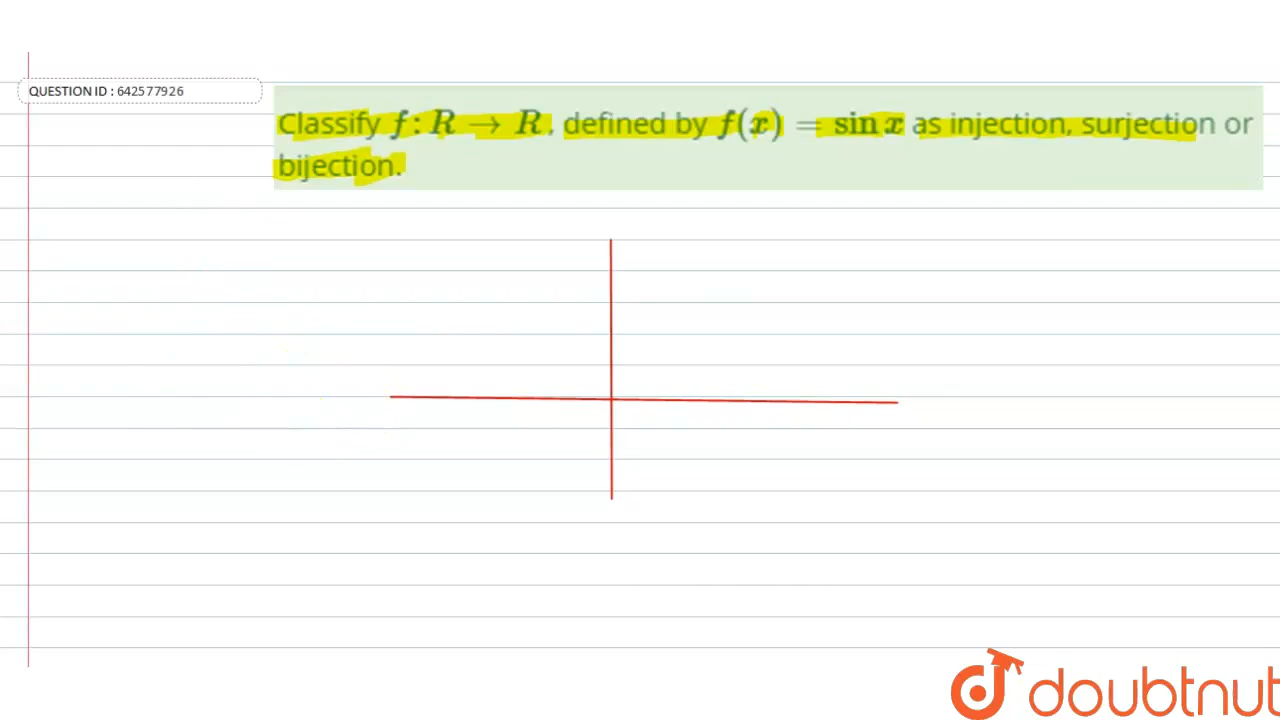 QUESTION ID : 642577926
Classify f : R → R, defined by f(x) = sin x as injection, surjection or
bijection.
doubtnut